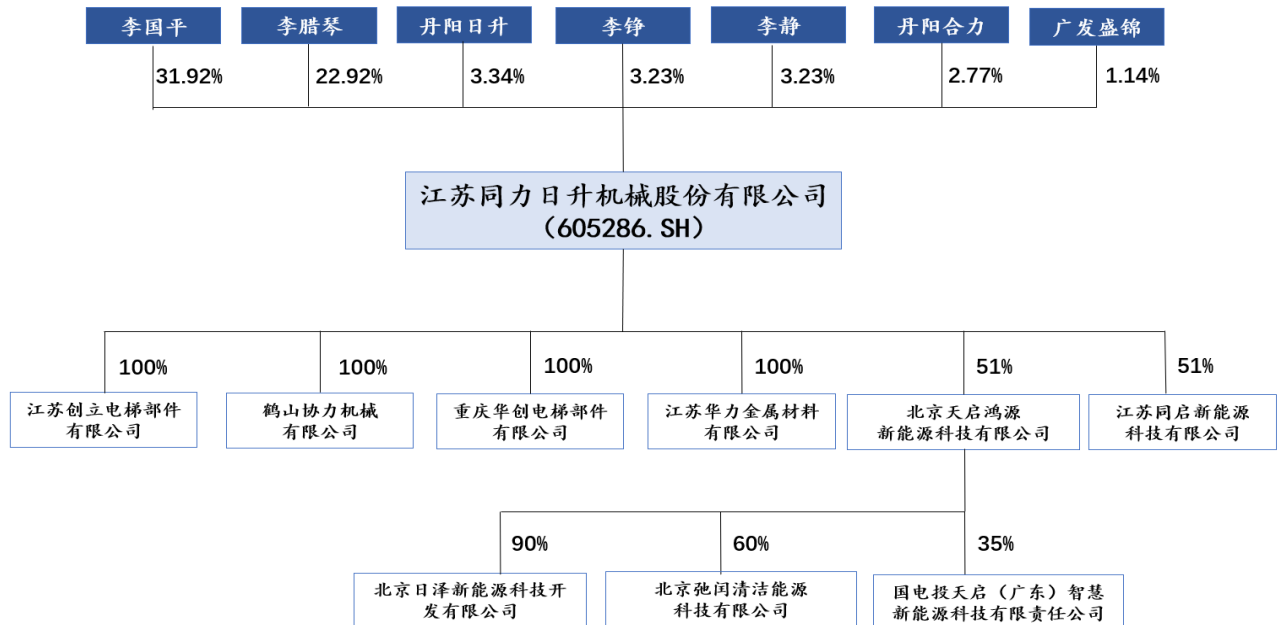 李国平
李腊琴
丹阳日升
李铮
李静
丹阳合力
广发盛锦
31.92%
22.92%
3.34%
3.23%
3.23%
2.77%
1.14%
江苏同力日升机械股份有限公司
（605286.SH）
100%
100%
100%
100%
51%
51%
江苏创立电梯部件
有限公司
鹤山协力机械
有限公司
重庆华创电梯部件
有限公司
江苏华力金属材料
有限公司
北京天启鸿源
新能源科技有限公司
江苏同启新能源
科技有限公司
90%
60%
35%
北京日泽新能源科技开
发有限公司
北京弛闰清洁能源
科技有限公司
国电投天启（广东）智慧
新能源科技有限责任公司